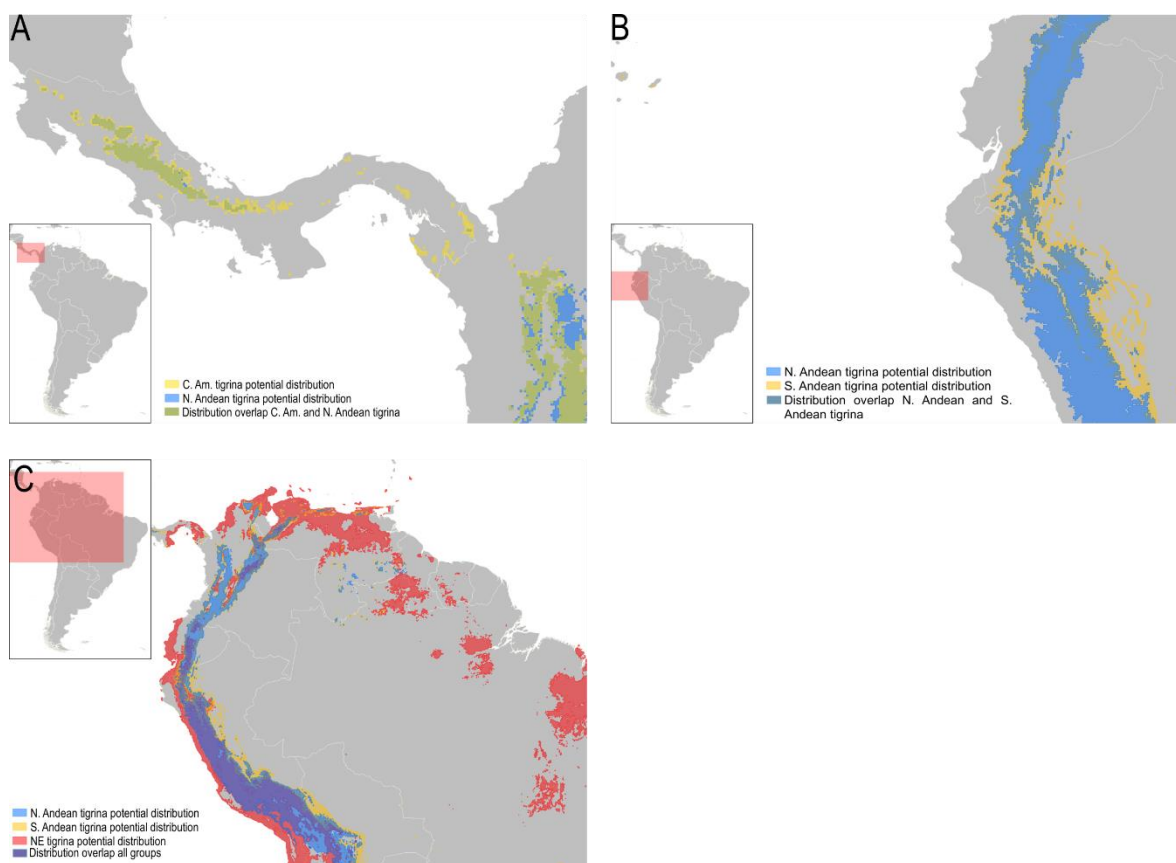 A
C. Am. tigrina potential distribution
N. Andean tigrina potential distribution
Distribution overlap C. Am. and N. Andean tigrina
B
N. Andean tigrina potential distribution
S. Andean tigrina potential distribution
Distribution overlap N. Andean and S.
Andean tigrina
C
N. Andean tigrina potential distribution
S. Andean tigrina potential distribution
NE tigrina potential distribution
Distribution overlap all groups